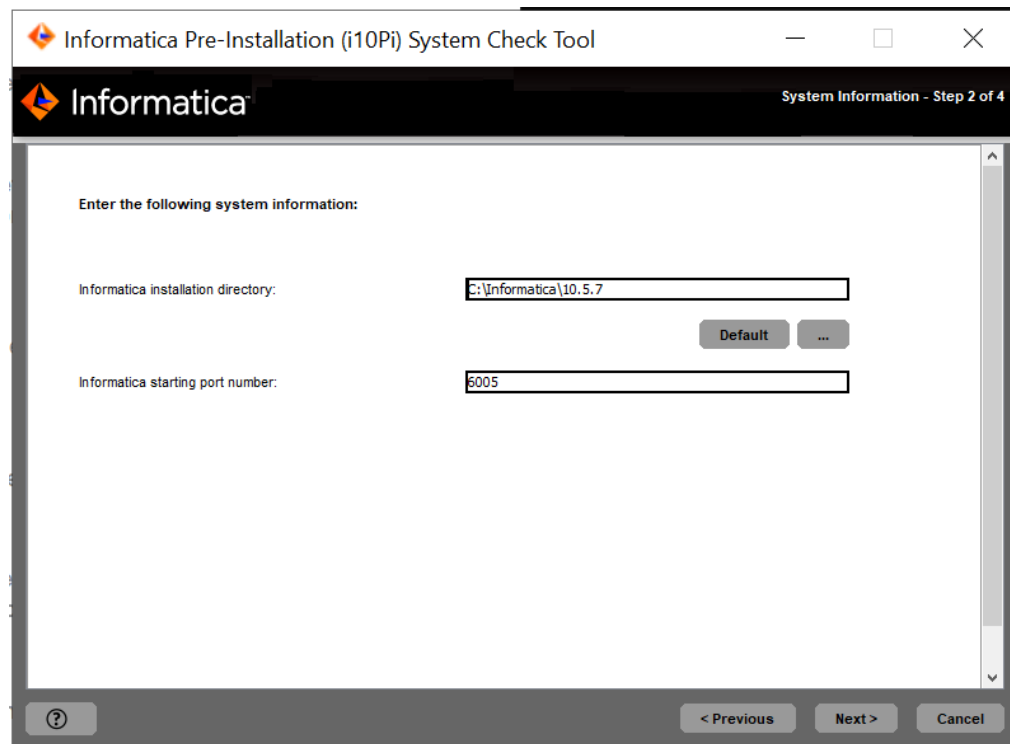 Informatica Pre-Installation (i10Pi) System Check Tool
Informatica
System Information - Step 2 of 4
Enter the following system information:
Informatica installation directory:
C:\Informatica\10.5.7
Default
...
Informatica starting port number:
6005
?
< Previous
Next >
Cancel